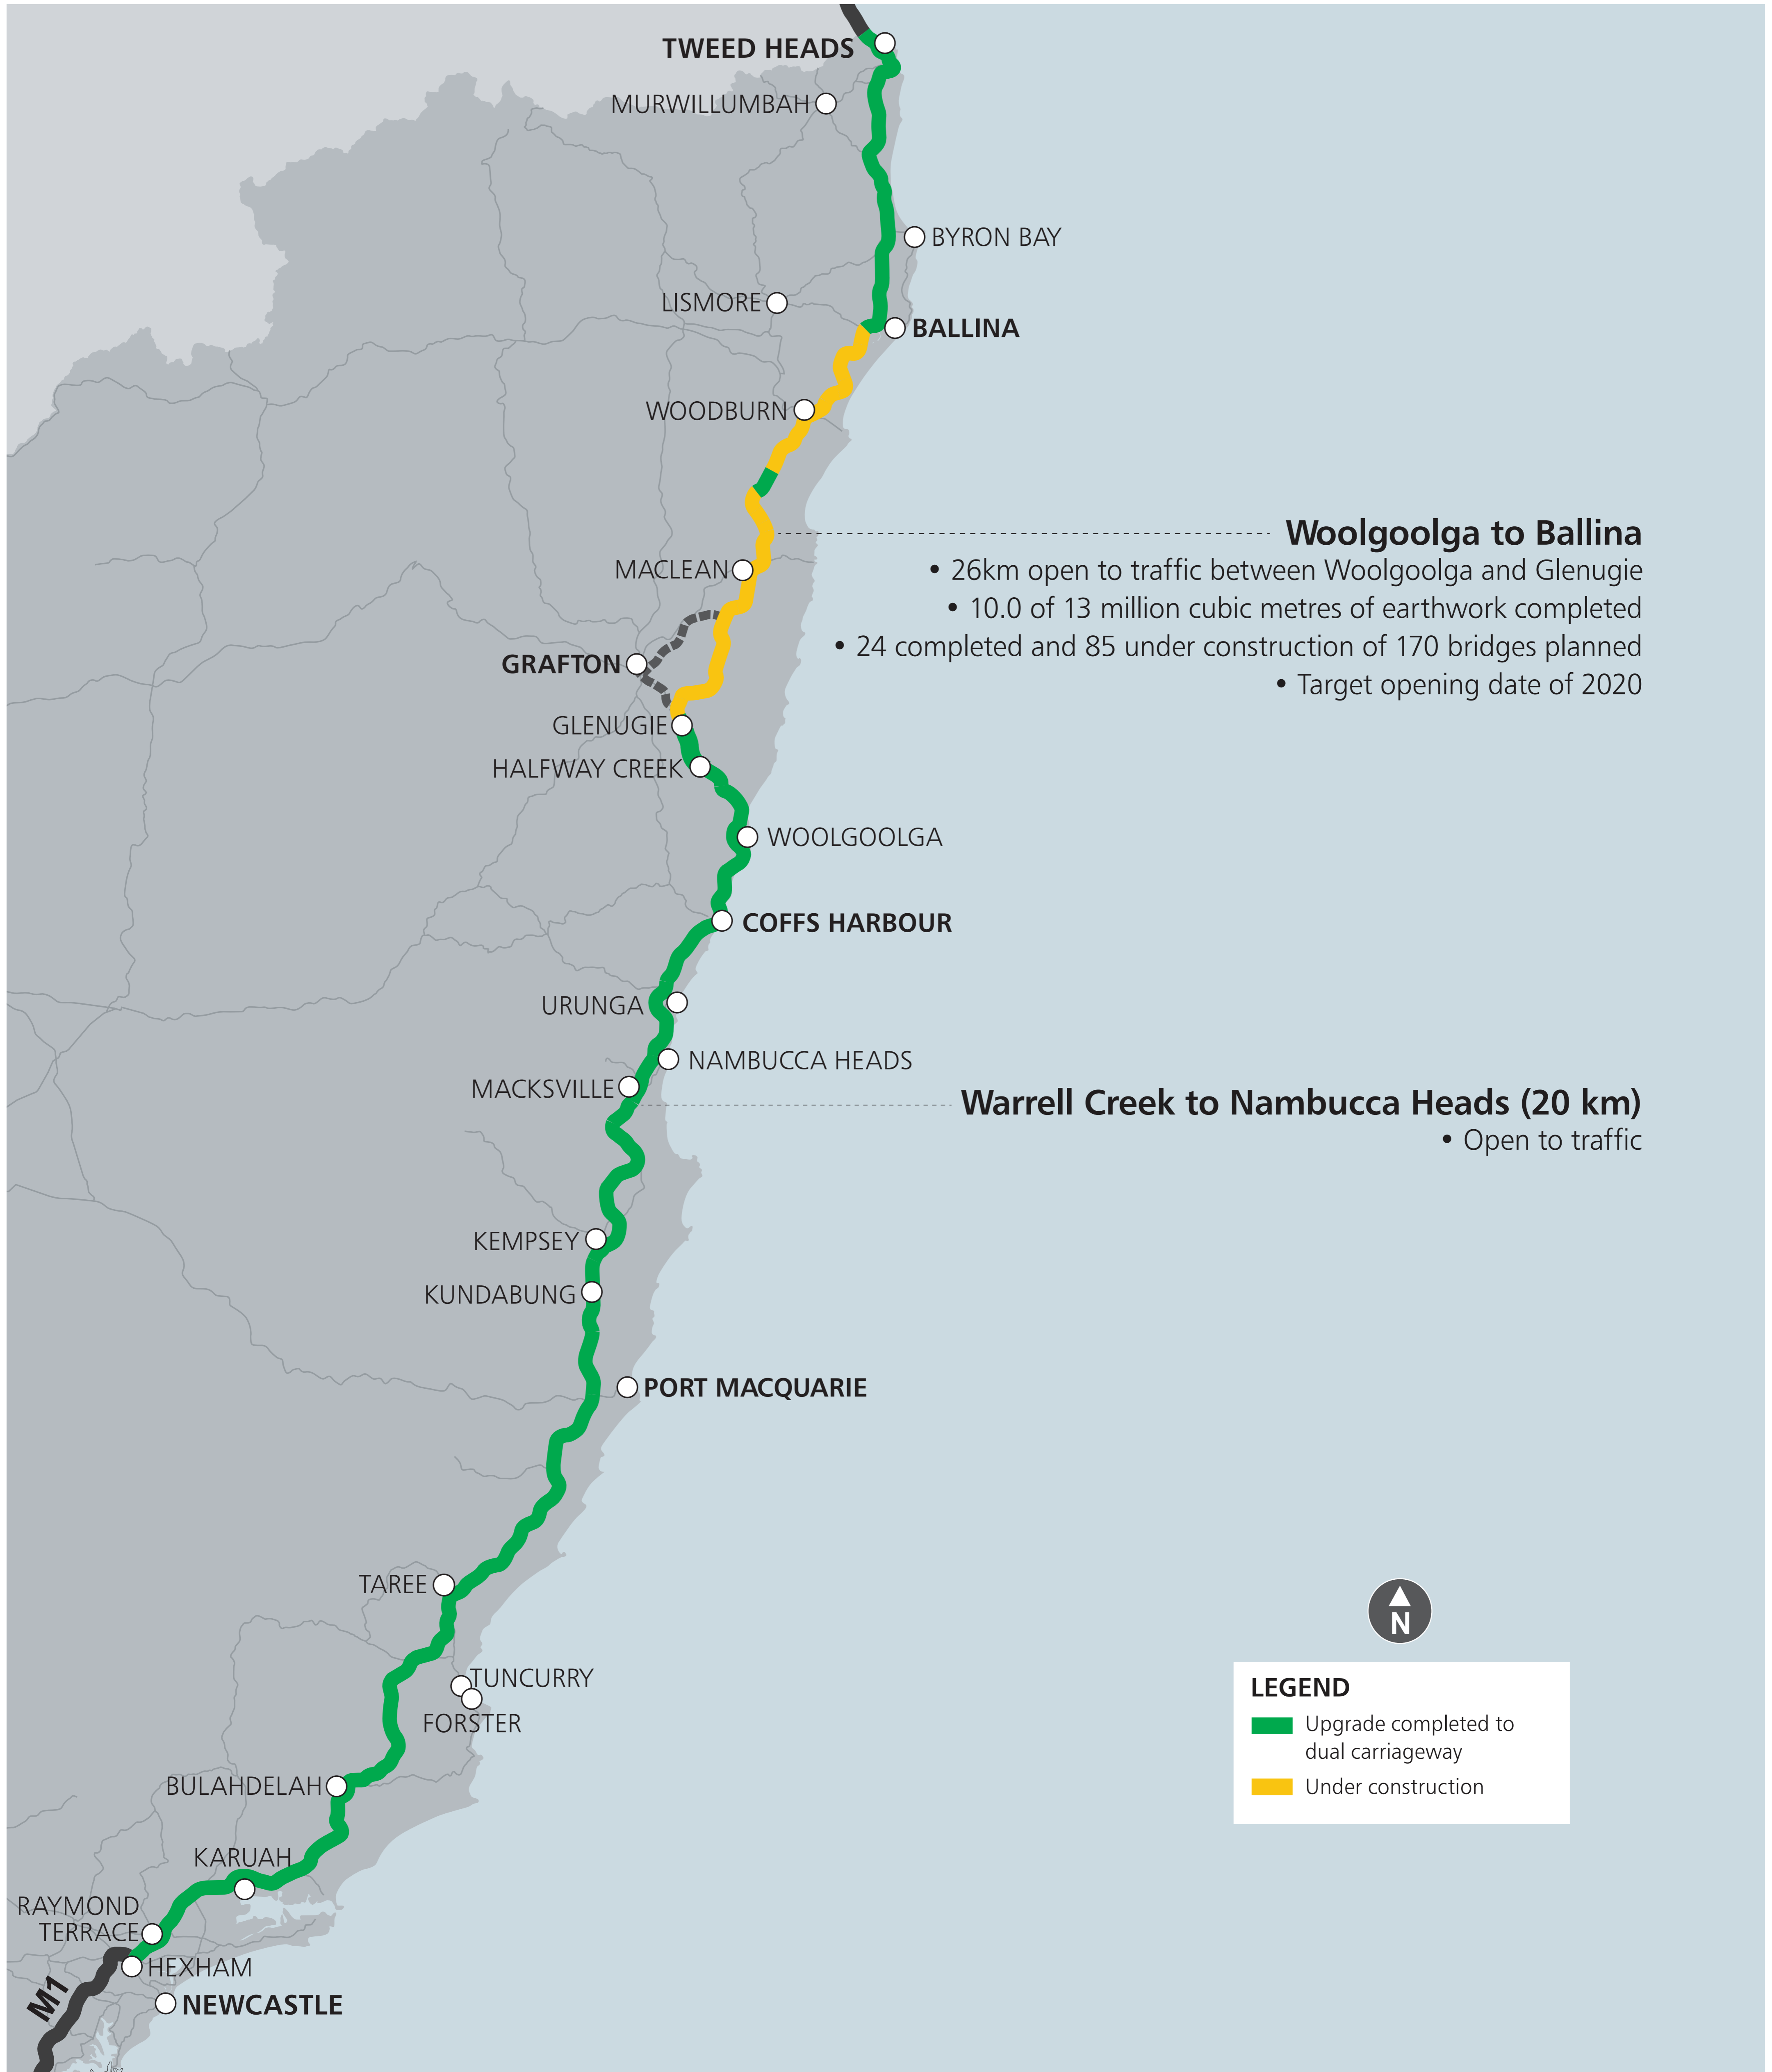 TWEED HEADS
MURWILLUMBAH
BYRON BAY
LISMORE
BALLINA
WOODBURN
Woolgoolga to Ballina
• 26km open to traffic between Woolgoolga and Glenugie
• 10.0 of 13 million cubic metres of earthwork completed
• 24 completed and 85 under construction of 170 bridges planned
• Target opening date of 2020
MACLEAN
GRAFTON
GLENUGIE
HALFWAY CREEK
WOOLGOOLGA
COFFS HARBOUR
URUNGA
NAMBUCCA HEADS
MACKSVILLE
Warrell Creek to Nambucca Heads (20 km)
• Open to traffic
KEMPSEY
KUNDABUNG
PORT MACQUARIE
TAREE
N
TUNCURRY
FORSTER
LEGEND
Upgrade completed to
dual carriageway
Under construction
BULAHDELAH
KARUAH
RAYMOND
TERRACE
HEXHAM
M1
NEWCASTLE